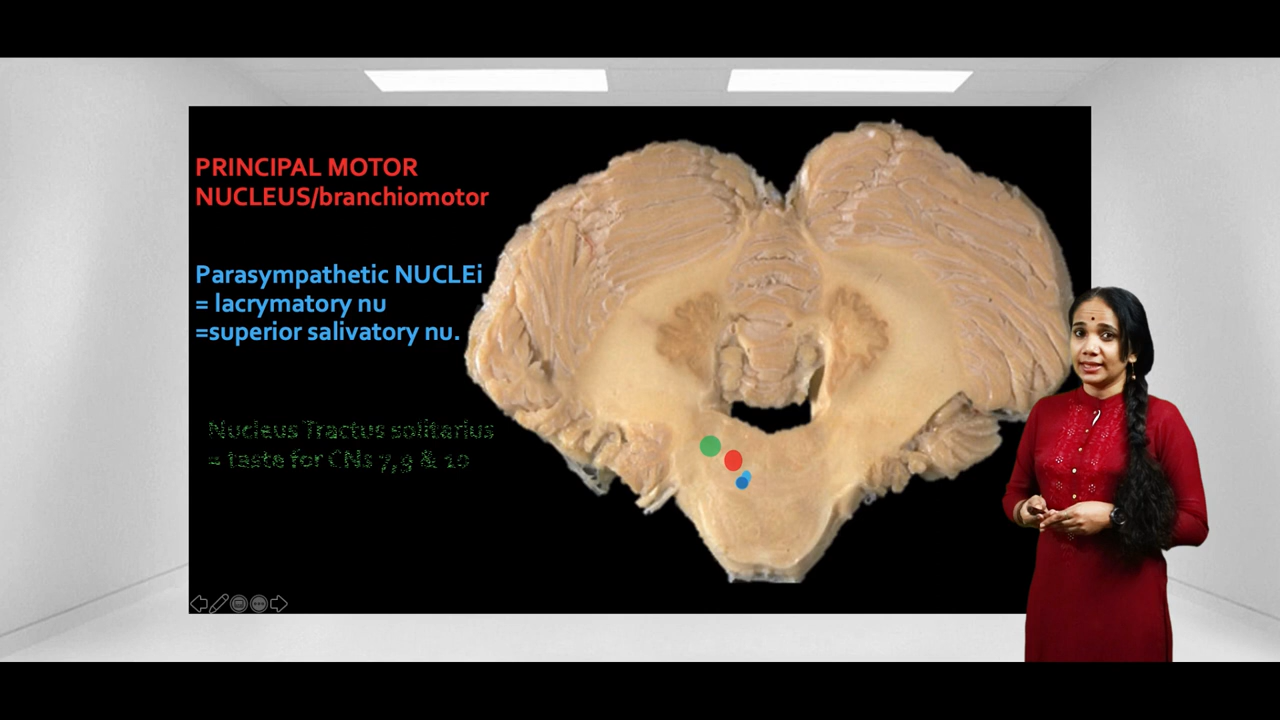 PRINCIPAL MOTOR
NUCLEUS/branchiomotor
Parasympathetic NUCLEi
= lacrymatory nu
=superior salivatory nu.
Nucleus Tractus solitarius
= taste for CNs 7,9 & 10